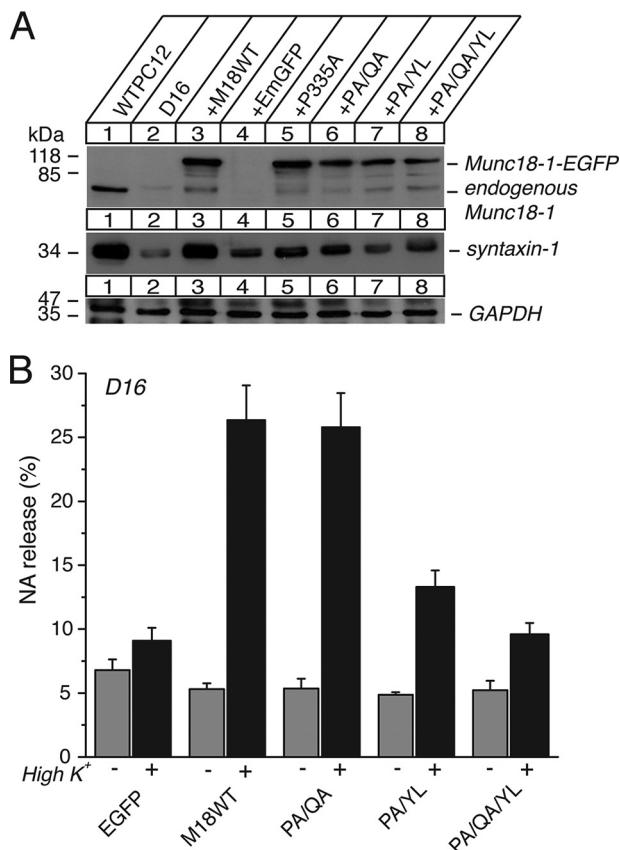 A
WTPC12 D16 +M18WT +EmGFP +P335A +PA/QA +PA/YL +PA/QA/YL
kDa 1 2 3 4 5 6 7 8
118 – – Munc18-1-EGFP
85 –
– endogenous
Munc18-1
1 2 3 4 5 6 7 8
34 – – syntaxin-1
1 2 3 4 5 6 7 8
47 –
35 – – GAPDH
B
D16
NA release (%)
30
25
20
15
10
5
0
High K+ - + - + - + - + - +
EGFP M18WT PA/QA PA/YL PA/QA/YL